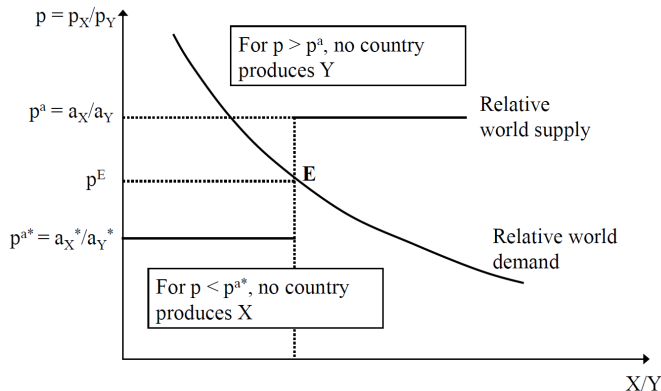 p = pX/pY
For p > pᵃ, no country
produces Y
pᵃ = aX/aY
Relative
world supply
pᴱ
E
pᵃ* = aX*/aY*
Relative world
demand
For p < pᵃ*, no country
produces X
X/Y